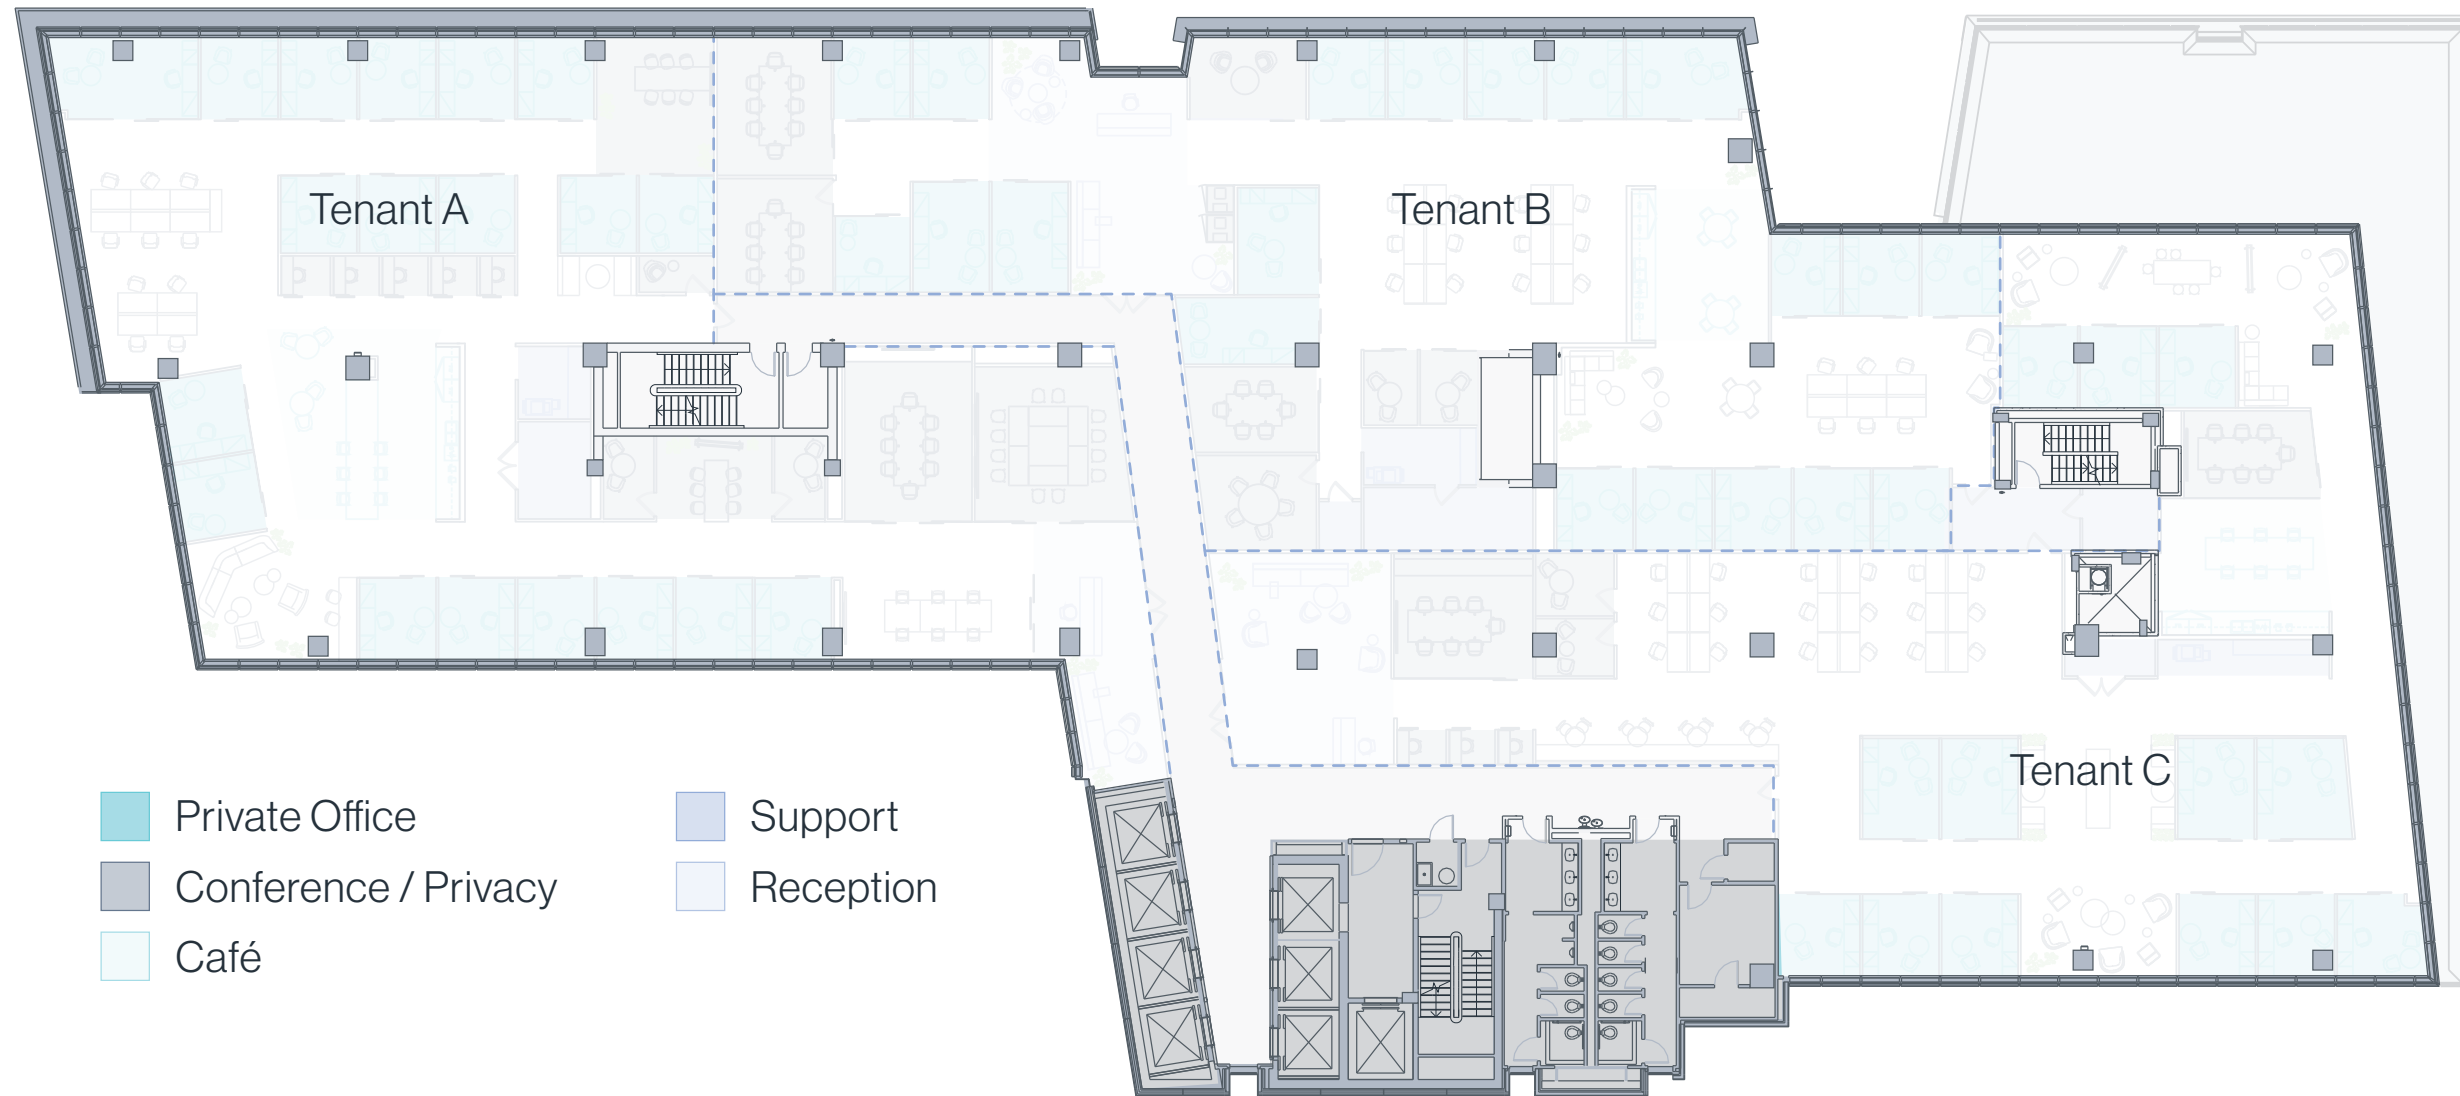 Tenant A
Tenant B
Tenant C
Private Office
Conference / Privacy
Café
Support
Reception